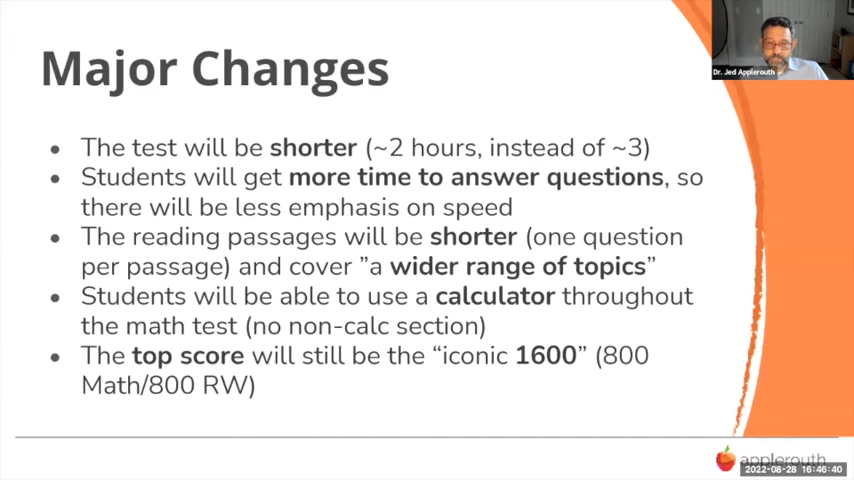 Major Changes
Dr. Jed Applerouth
• The test will be shorter (~2 hours, instead of ~3)
• Students will get more time to answer questions, so
there will be less emphasis on speed
• The reading passages will be shorter (one question
per passage) and cover ”a wider range of topics”
• Students will be able to use a calculator throughout
the math test (no non-calc section)
• The top score will still be the “iconic 1600” (800
Math/800 RW)
applerouth
2022-08-28 16:46:40